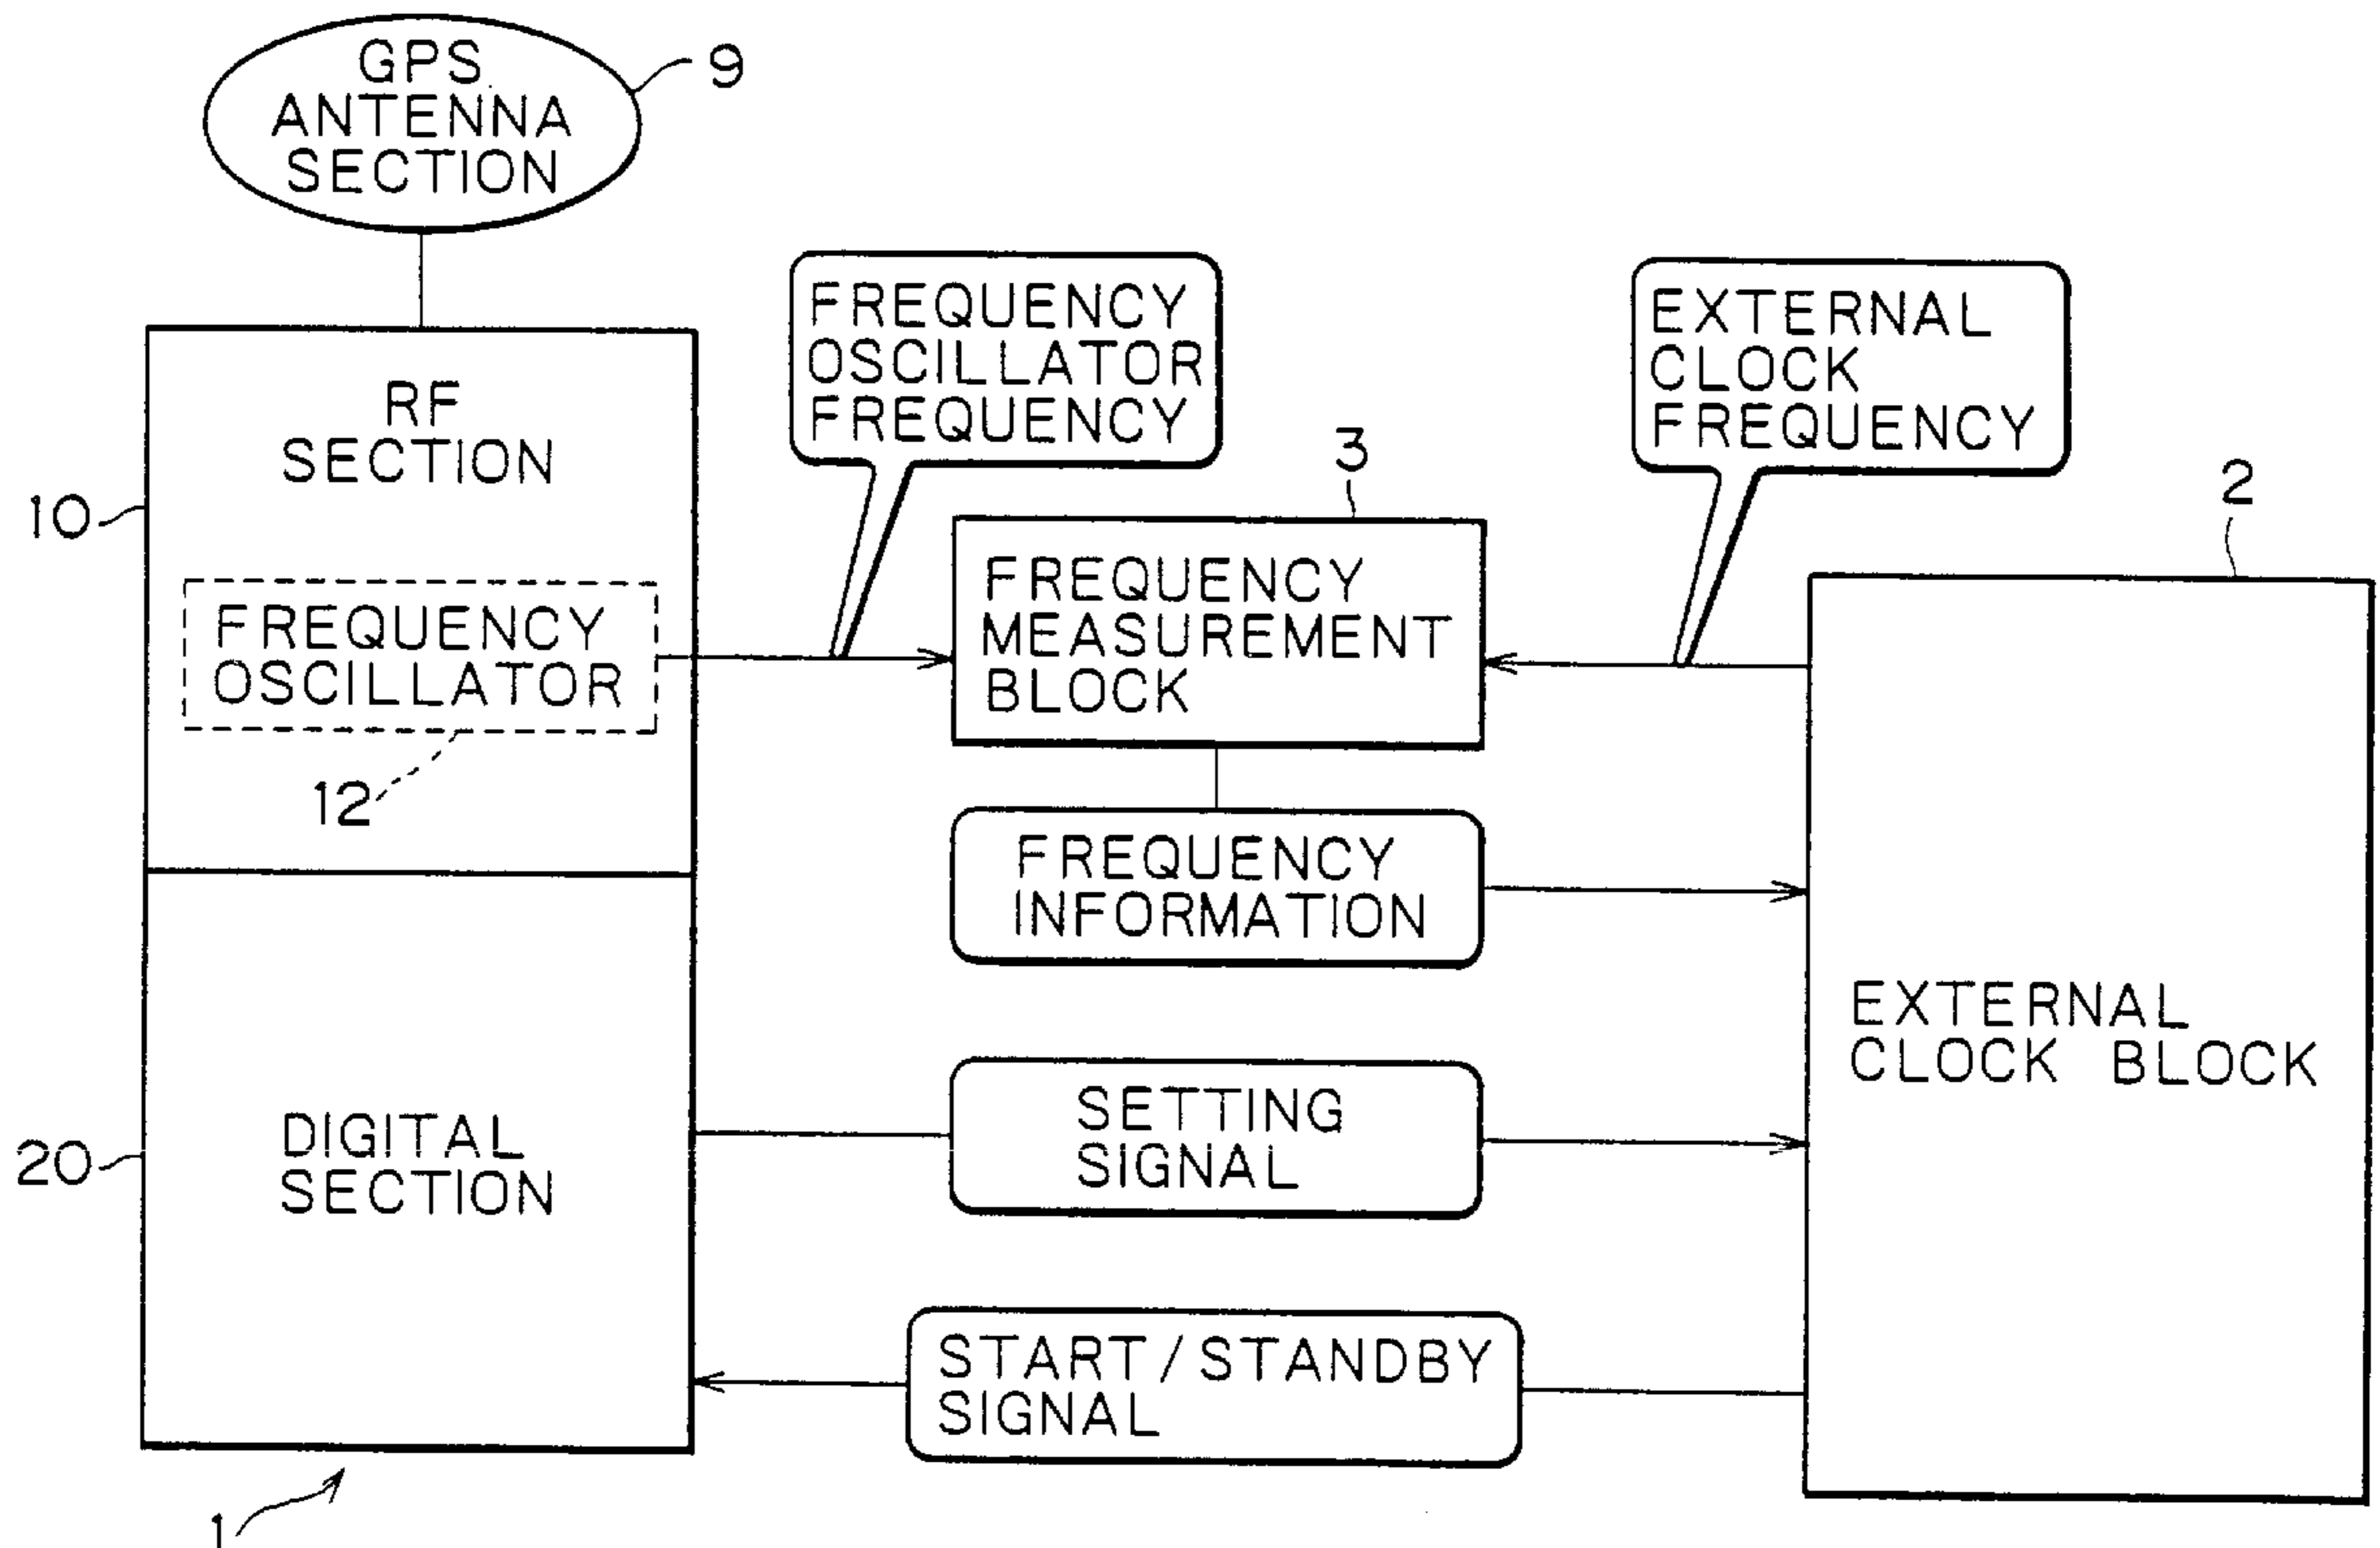 GPS
ANTENNA
SECTION
9
RF
SECTION
10
FREQUENCY
OSCILLATOR
12
FREQUENCY
OSCILLATOR
FREQUENCY
EXTERNAL
CLOCK
FREQUENCY
3
FREQUENCY
MEASUREMENT
BLOCK
2
FREQUENCY
INFORMATION
EXTERNAL
CLOCK BLOCK
DIGITAL
SECTION
20
SETTING
SIGNAL
START/STANDBY
SIGNAL
1